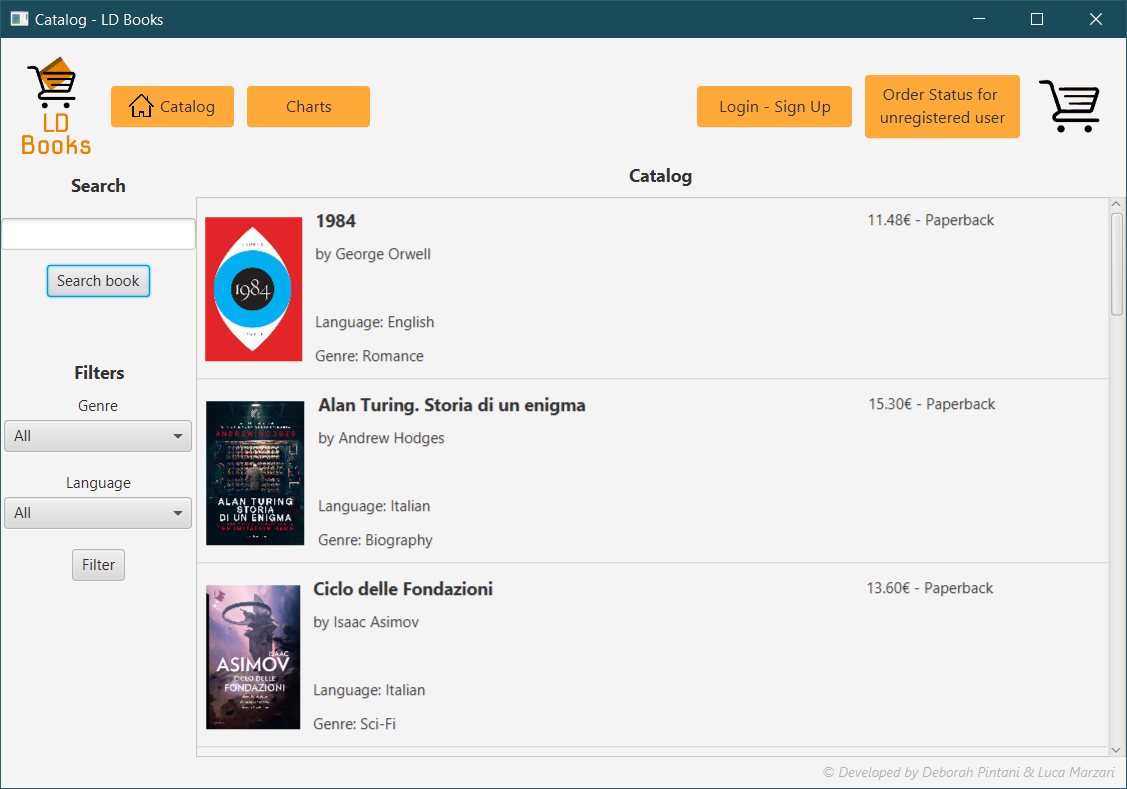 Catalog - LD Books
LD
Books
Catalog
Charts
Login - Sign Up
Order Status for
unregistered user
Search
Search book
Filters
Genre
All
Language
All
Filter
Catalog
1984
1984
by George Orwell
11.48€ - Paperback
Language: English
Genre: Romance
ANDREW HODGES
ALAN TURING
STORIA
DI UN ENIGMA
Alan Turing. Storia di un enigma
by Andrew Hodges
15.30€ - Paperback
Language: Italian
Genre: Biography
ISAAC
ASIMOV
CICLO DELLE
FONDAZIONI
Ciclo delle Fondazioni
by Isaac Asimov
13.60€ - Paperback
Language: Italian
Genre: Sci-Fi
© Developed by Deborah Pintani & Luca Marzari